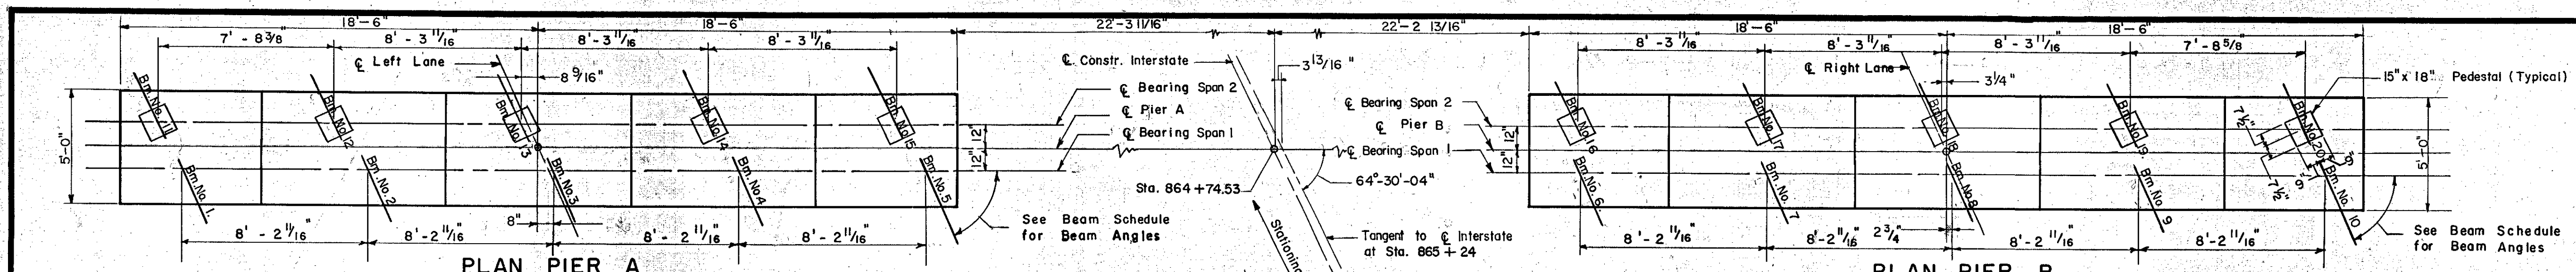 18'-6"
18'-6"
22'-3 11/16"
22'-2 13/16"
18'-6"
18'-6"
7'-8 3/8"
8'-3 11/16"
8'-3 11/16"
8'-3 11/16"
8'-3 11/16"
8'-3 11/16"
8'-3 11/16"
7'-8 5/8"
℄ Left Lane
8 9/16"
℄ Constr. Interstate
3 13/16"
℄ Right Lane
3 1/4"
15" x 18" Pedestal (Typical)
℄ Bearing Span 2
℄ Pier A
℄ Bearing Span 1
℄ Bearing Span 2
℄ Pier B
℄ Bearing Span 1
Bm. No. 11
Bm. No. 12
Bm. No. 13
Bm. No. 14
Bm. No. 15
Bm. No. 16
Bm. No. 17
Bm. No. 18
Bm. No. 19
Bm. No. 20
5'-0"
12"
12"
12"
12"
7 1/2"
7 1/2"
9"
9"
5'-0"
Bm. No. 1
Bm. No. 2
Bm. No. 3
Bm. No. 4
Bm. No. 5
Bm. No. 6
Bm. No. 7
Bm. No. 8
Bm. No. 9
Bm. No. 10
Sta. 864+74.53
64°-30'-04"
8"
2 3/4"
See Beam Schedule
for Beam Angles
Stationing
Tangent to ℄ Interstate
at Sta. 865+24
See Beam Schedule
for Beam Angles
8'-2 11/16"
8'-2 11/16"
8'-2 11/16"
8'-2 11/16"
8'-2 11/16"
8'-2 11/16"
8'-2 11/16"
8'-2 11/16"
PLAN PIER A
PLAN PIER B